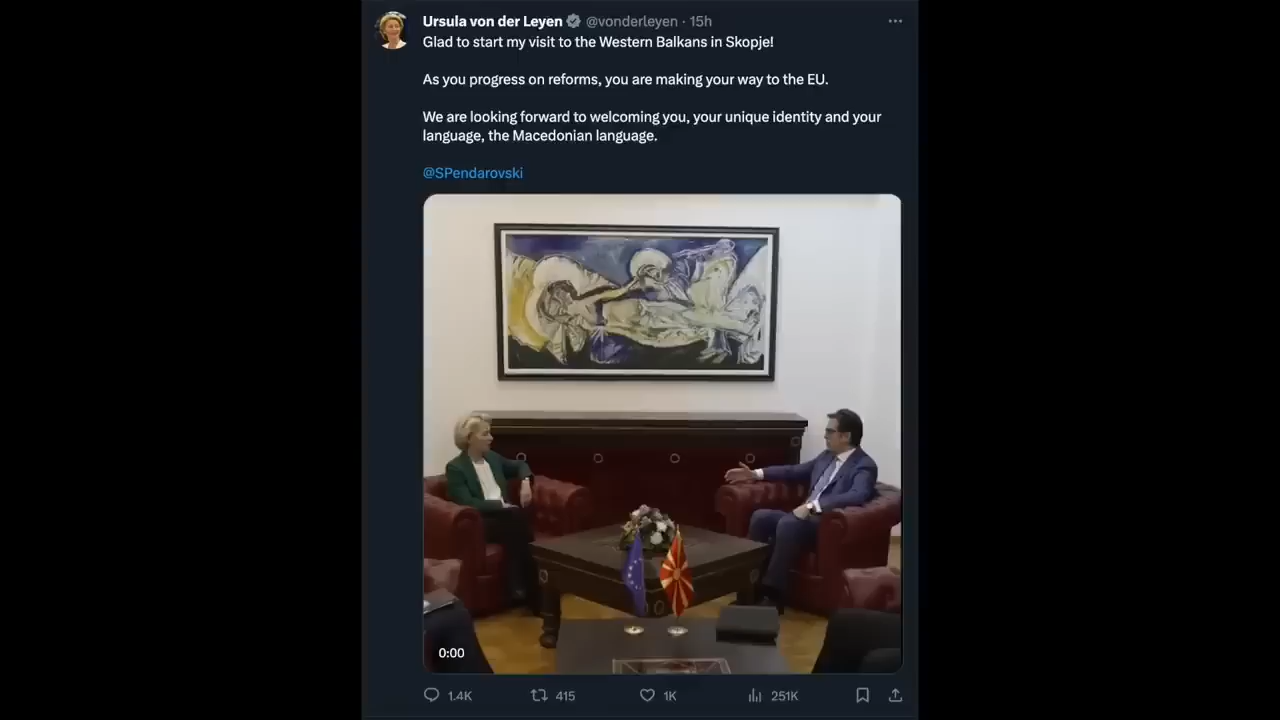 Ursula von der Leyen @vonderleyen · 15h
Glad to start my visit to the Western Balkans in Skopje!
As you progress on reforms, you are making your way to the EU.
We are looking forward to welcoming you, your unique identity and your
language, the Macedonian language.
@SPendarovski
0:00
1.4K 415 1K 251K